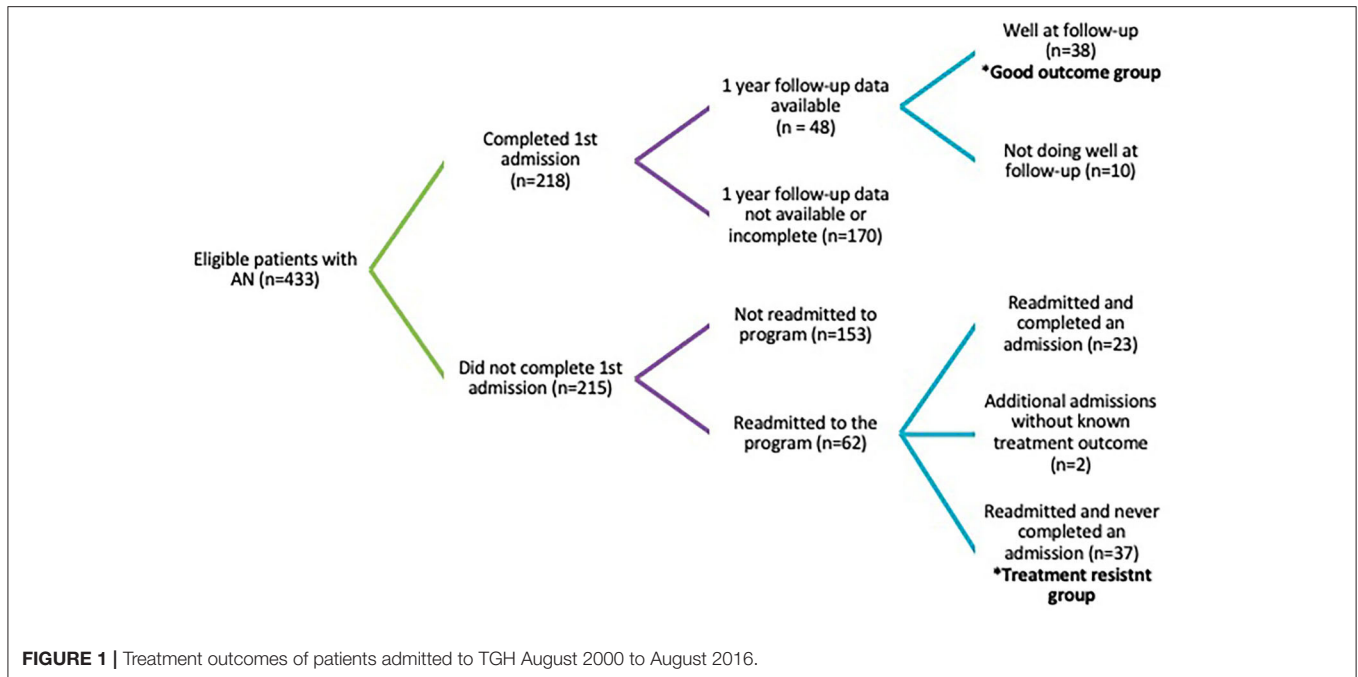 Eligible patients with
AN (n=433)
Completed 1st
admission
(n=218)
Did not complete 1st
admission (n=215)
1 year follow-up data
available
(n = 48)
1 year follow-up data
not available or
incomplete (n=170)
Not readmitted to
program (n=153)
Readmitted to the
program (n=62)
Well at follow-up
(n=38)
*Good outcome group
Not doing well at
follow-up (n=10)
Readmitted and
completed an
admission (n=23)
Additional admissions
without known
treatment outcome
(n=2)
Readmitted and never
completed an
admission (n=37)
*Treatment resistnt
group
FIGURE 1 | Treatment outcomes of patients admitted to TGH August 2000 to August 2016.